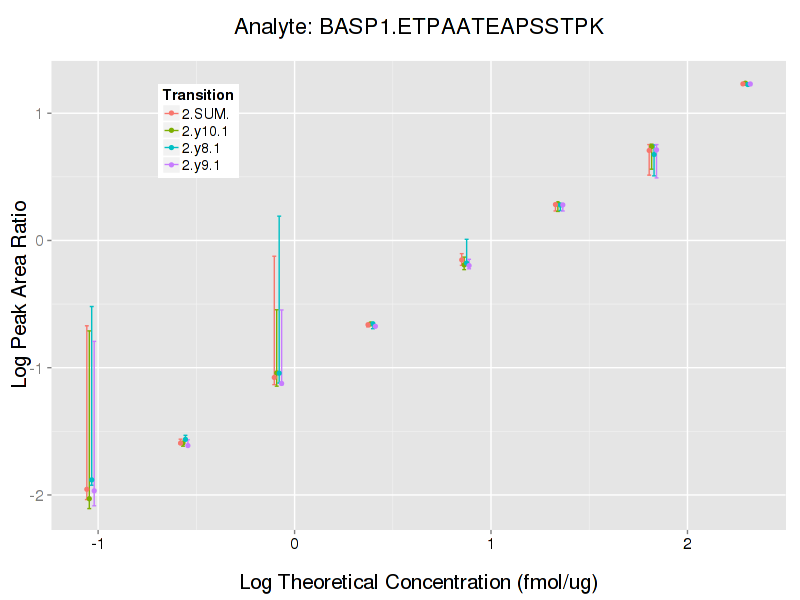 Analyte: BASP1.ETPAATEAPSSTPK
Transition
2.SUM.
2.y10.1
2.y8.1
2.y9.1
Log Peak Area Ratio
1
0
-1
-2
-1
0
1
2
Log Theoretical Concentration (fmol/ug)